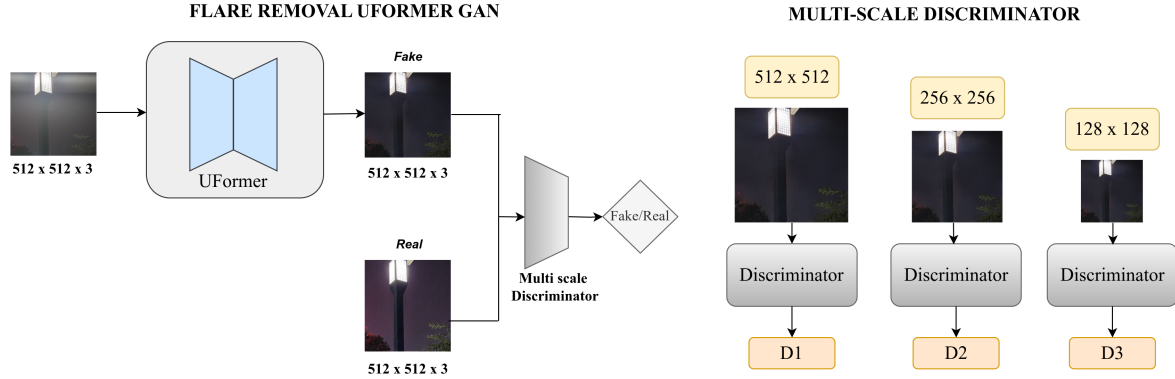 FLARE REMOVAL UFORMER GAN
512 x 512 x 3
UFormer
Fake
512 x 512 x 3
Real
512 x 512 x 3
Multi scale
Discriminator
Fake/Real
MULTI-SCALE DISCRIMINATOR
512 x 512
256 x 256
128 x 128
Discriminator
Discriminator
Discriminator
D1
D2
D3